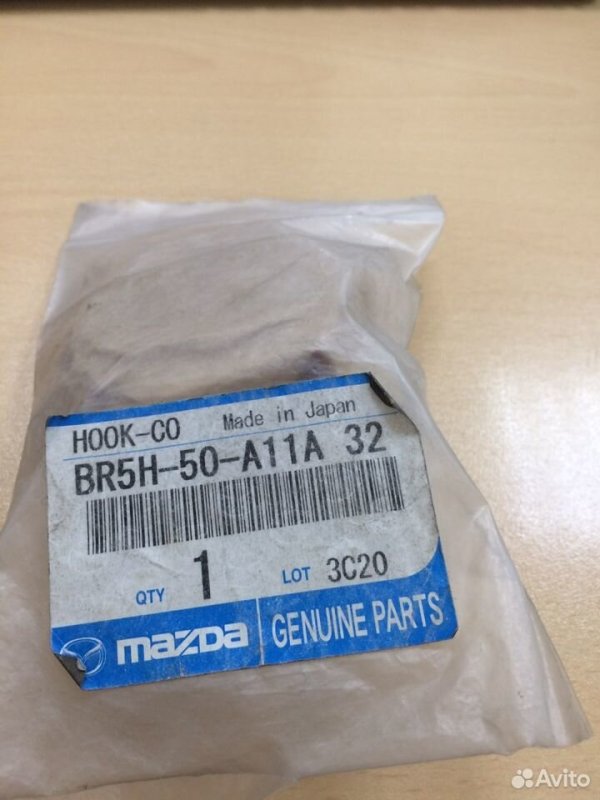 HOOK-CO Made in Japan
BR5H-50-A11A 32
QTY 1 LOT 3C20
mazda GENUINE PARTS
Avito